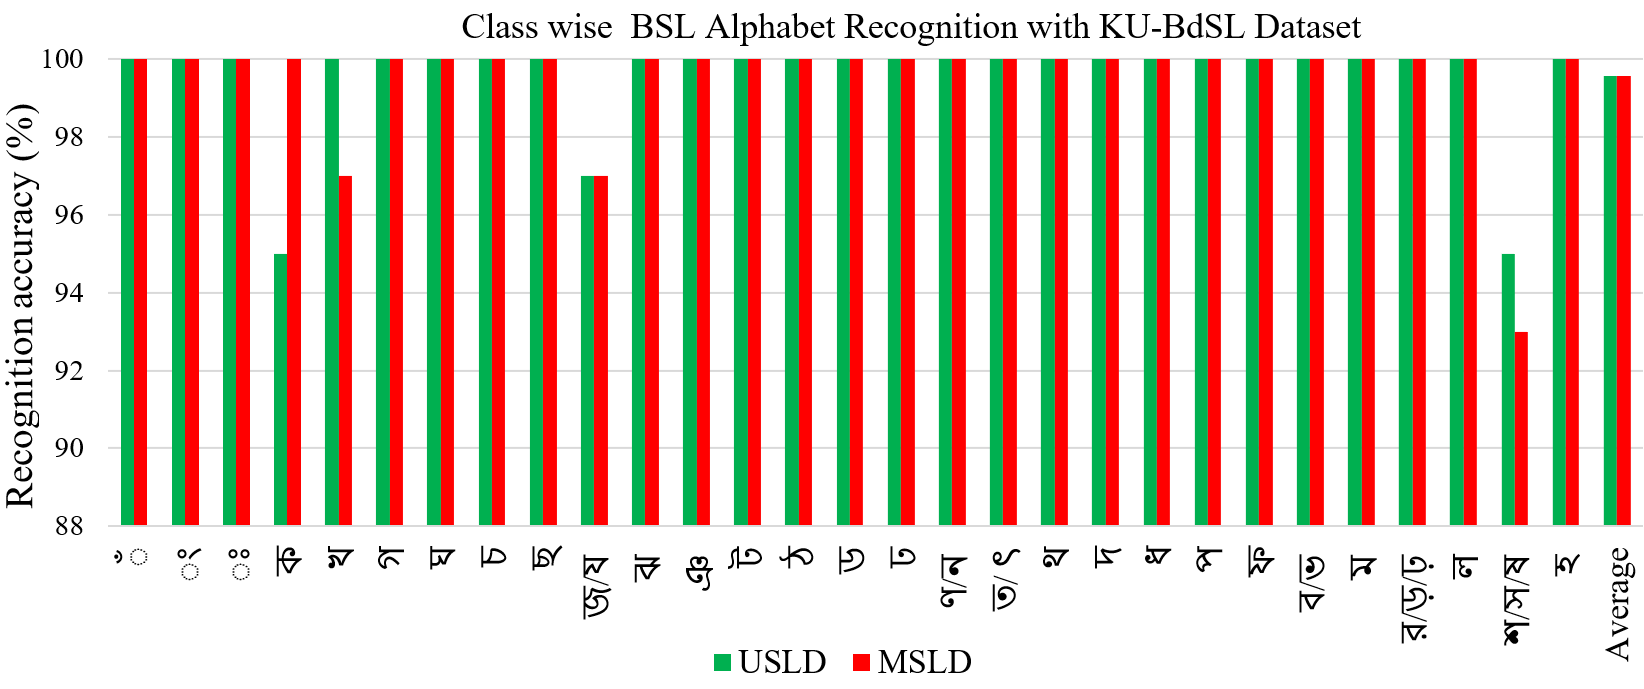 Class wise BSL Alphabet Recognition with KU-BdSL Dataset
Recognition accuracy (%)
100
98
96
94
92
90
88
ঁ
ং
ঃ
ক
খ
গ
ঘ
চ
ছ
জ/য
ঝ
ঞ
ট
ঠ
ড
ঢ
ণ/ন
ত/ৎ
থ
দ
ধ
প
ফ
ব/ভ
ম
র/ড়/ঢ়
ল
শ/স/ষ
হ
Average
USLD MSLD